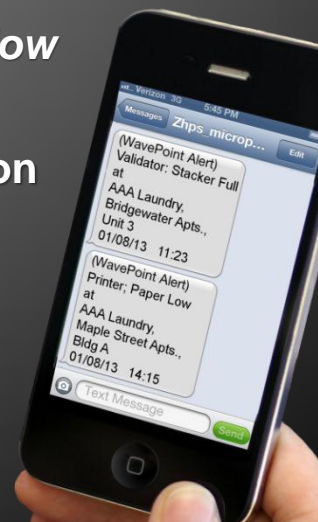 ow
on
Verizon 3G 5:45 PM
Messages Zhps_microp... Edit
(WavePoint Alert)
Validator: Stacker Full
at
AAA Laundry,
Bridgewater Apts.,
Unit 3
01/08/13 11:23
(WavePoint Alert)
Printer; Paper Low
at
AAA Laundry,
Maple Street Apts.,
Bldg A
01/08/13 14:15
Text Message Send